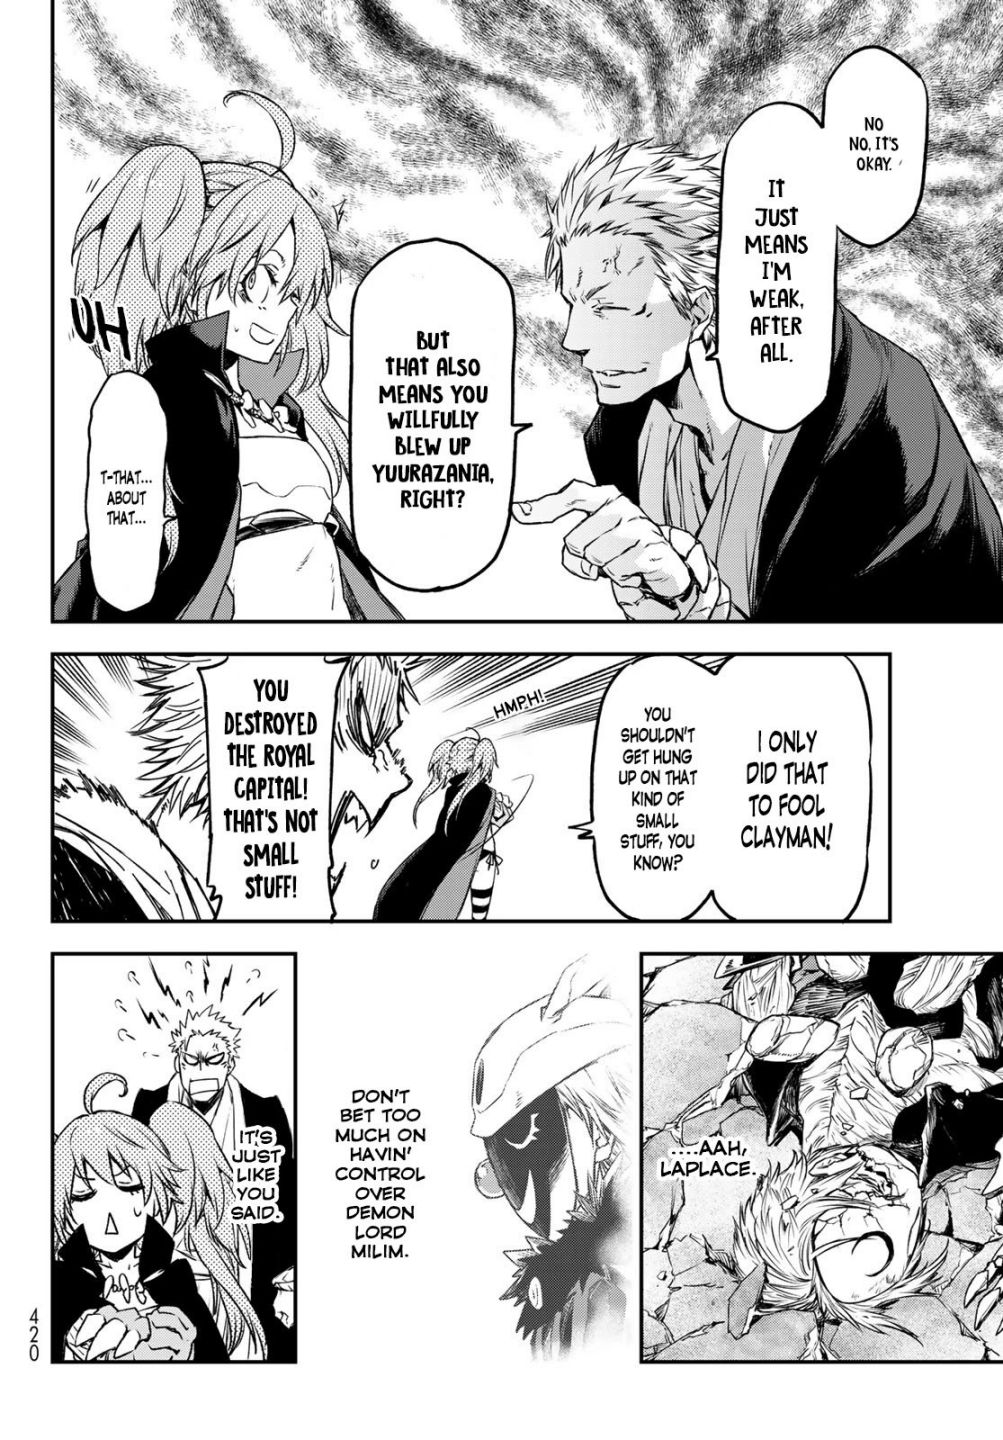 NO
NO, IT'S
OKAY.
IT
JUST
MEANS
I'M
WEAK,
AFTER
ALL.
BUT
THAT ALSO
MEANS YOU
WILLFULLY
BLEW UP
YUURAZANIA,
RIGHT?
UH
T-THAT...
ABOUT
THAT...
I ONLY
DID THAT
TO FOOL
CLAYMAN!
YOU
SHOULDN'T
GET HUNG
UP ON THAT
KIND OF
SMALL
STUFF, YOU
KNOW?
HMPH!
YOU
DESTROYED
THE ROYAL
CAPITAL!
THAT'S NOT
SMALL
STUFF!
....AAH,
LAPLACE.
DON'T
BET TOO
MUCH ON
HAVIN'
CONTROL
OVER
DEMON
LORD
MILIM.
IT'S
JUST
LIKE
YOU
SAID.
420